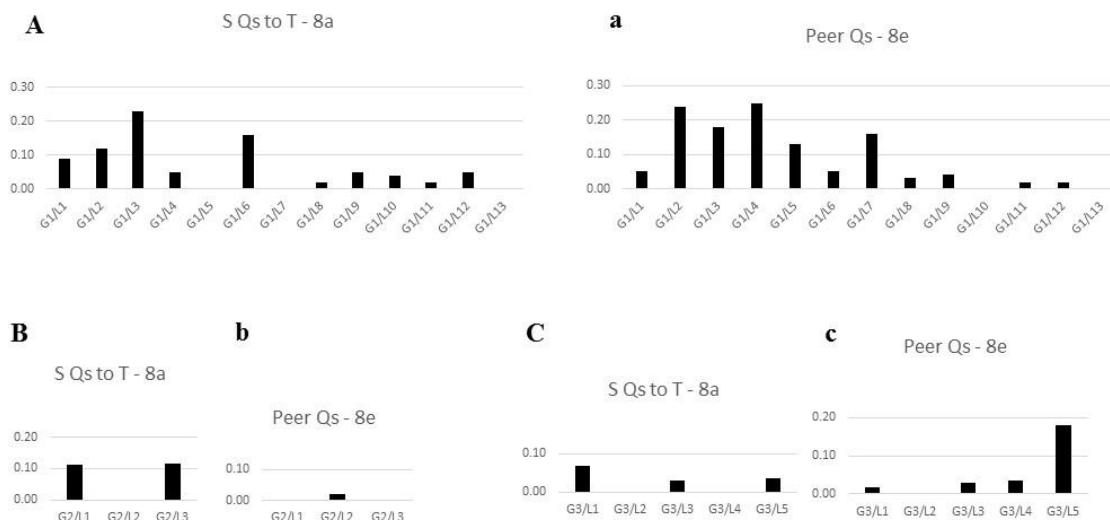 A
S Qs to T - 8a
0.30
0.20
0.10
0.00
G1/L1 G1/L2 G1/L3 G1/L4 G1/L5 G1/L6 G1/L7 G1/L8 G1/L9 G1/L10 G1/L11 G1/L12 G1/L13
a
Peer Qs - 8e
0.30
0.20
0.10
0.00
G1/L1 G1/L2 G1/L3 G1/L4 G1/L5 G1/L6 G1/L7 G1/L8 G1/L9 G1/L10 G1/L11 G1/L12 G1/L13
B
S Qs to T - 8a
0.20
0.10
0.00
G2/L1 G2/L2 G2/L3
b
Peer Qs - 8e
0.10
0.00
G2/L1 G2/L2 G2/L3
C
S Qs to T - 8a
0.10
0.00
G3/L1 G3/L2 G3/L3 G3/L4 G3/L5
c
Peer Qs - 8e
0.20
0.10
0.00
G3/L1 G3/L2 G3/L3 G3/L4 G3/L5